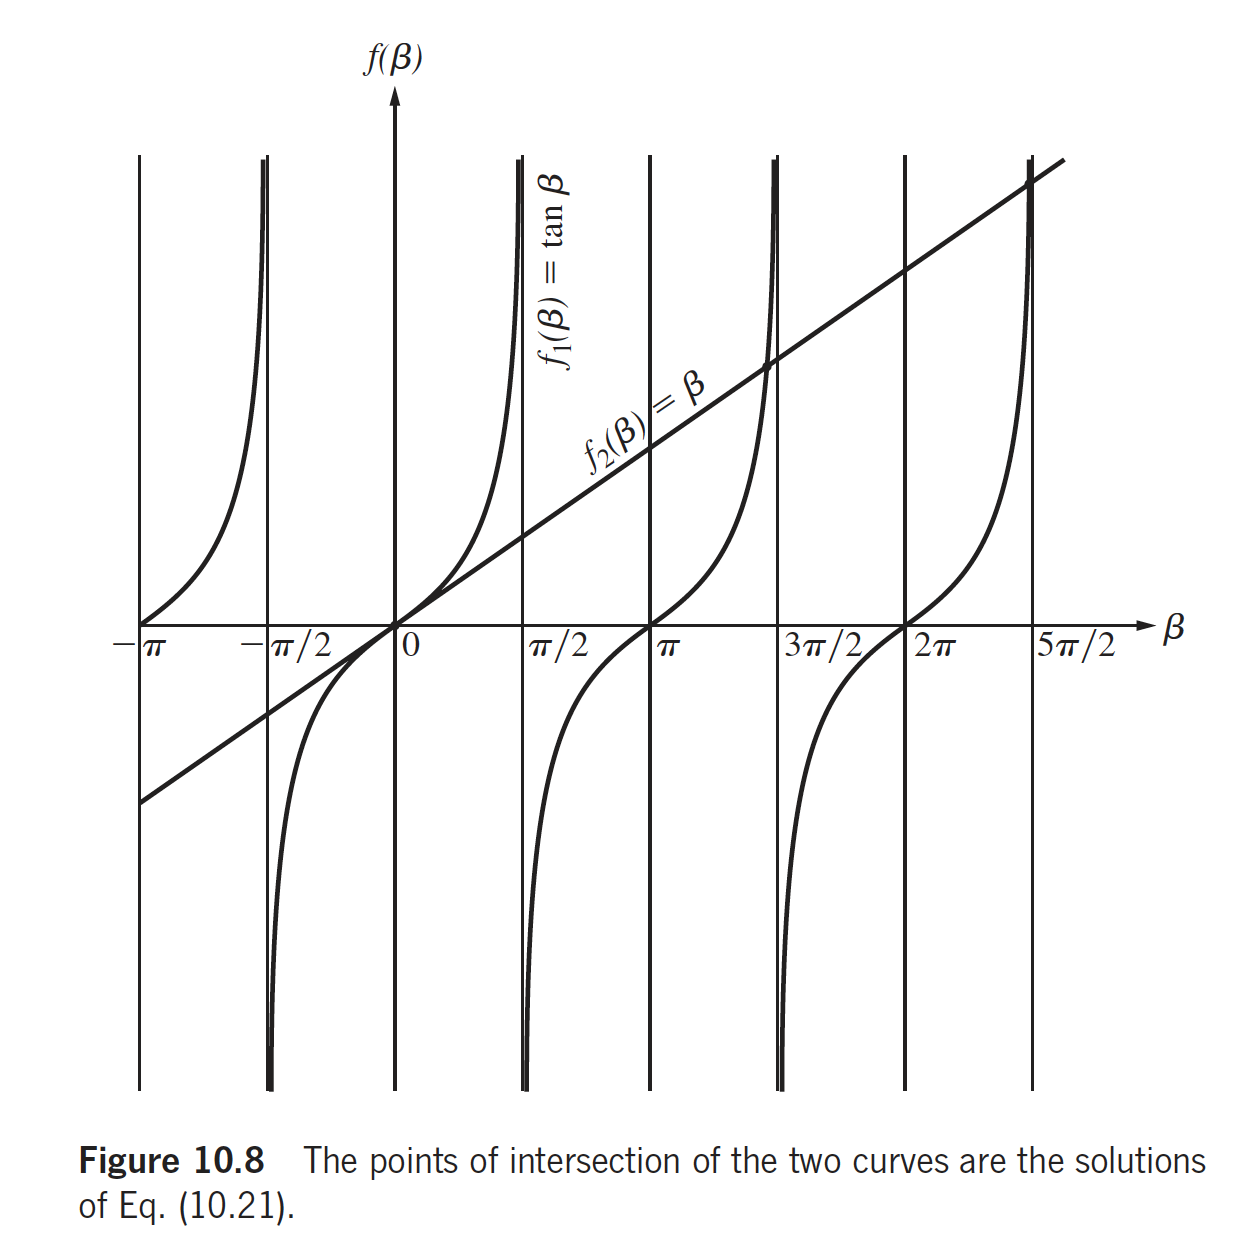 f(β)
f₁(β) = tan β
f₂(β) = β
−π
−π/2
0
π/2
π
3π/2
2π
5π/2
β
Figure 10.8 The points of intersection of the two curves are the solutions
of Eq. (10.21).